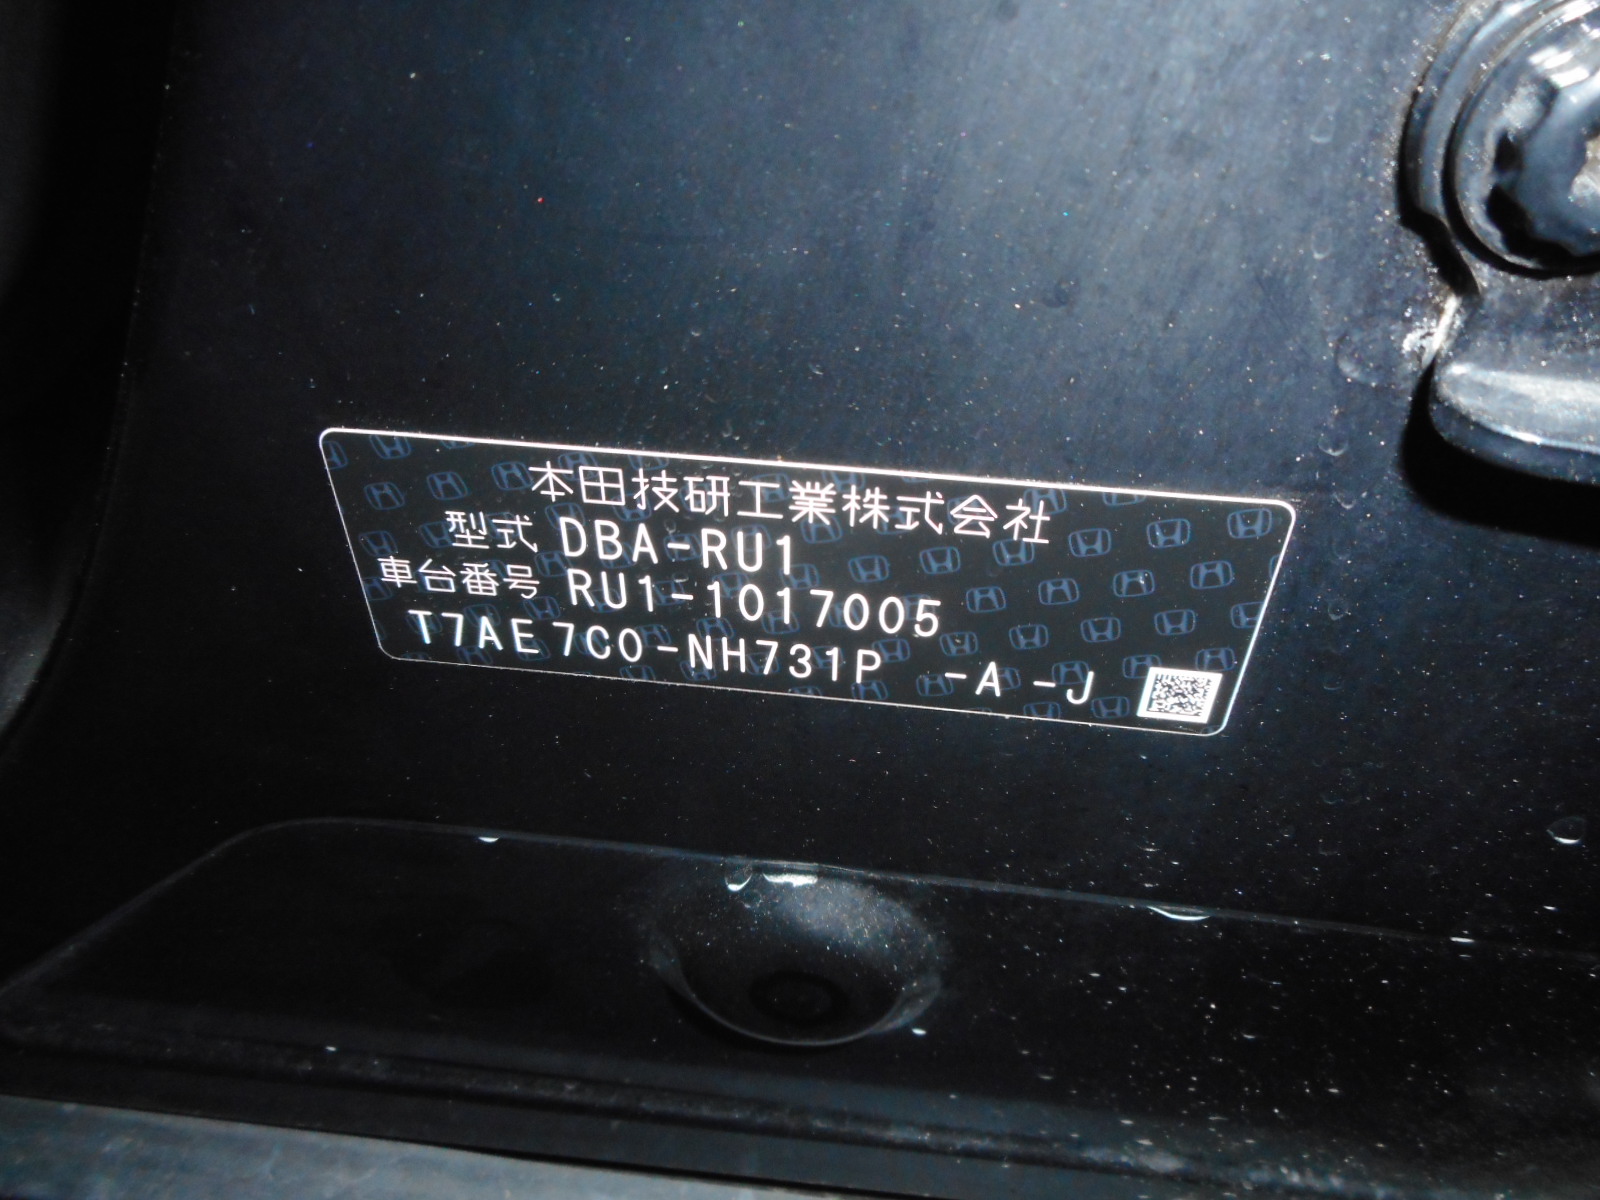 本田技研工業株式会社
型式 DBA-RU1
車台番号 RU1-1017005
T7AE7C0-NH731P -A -J